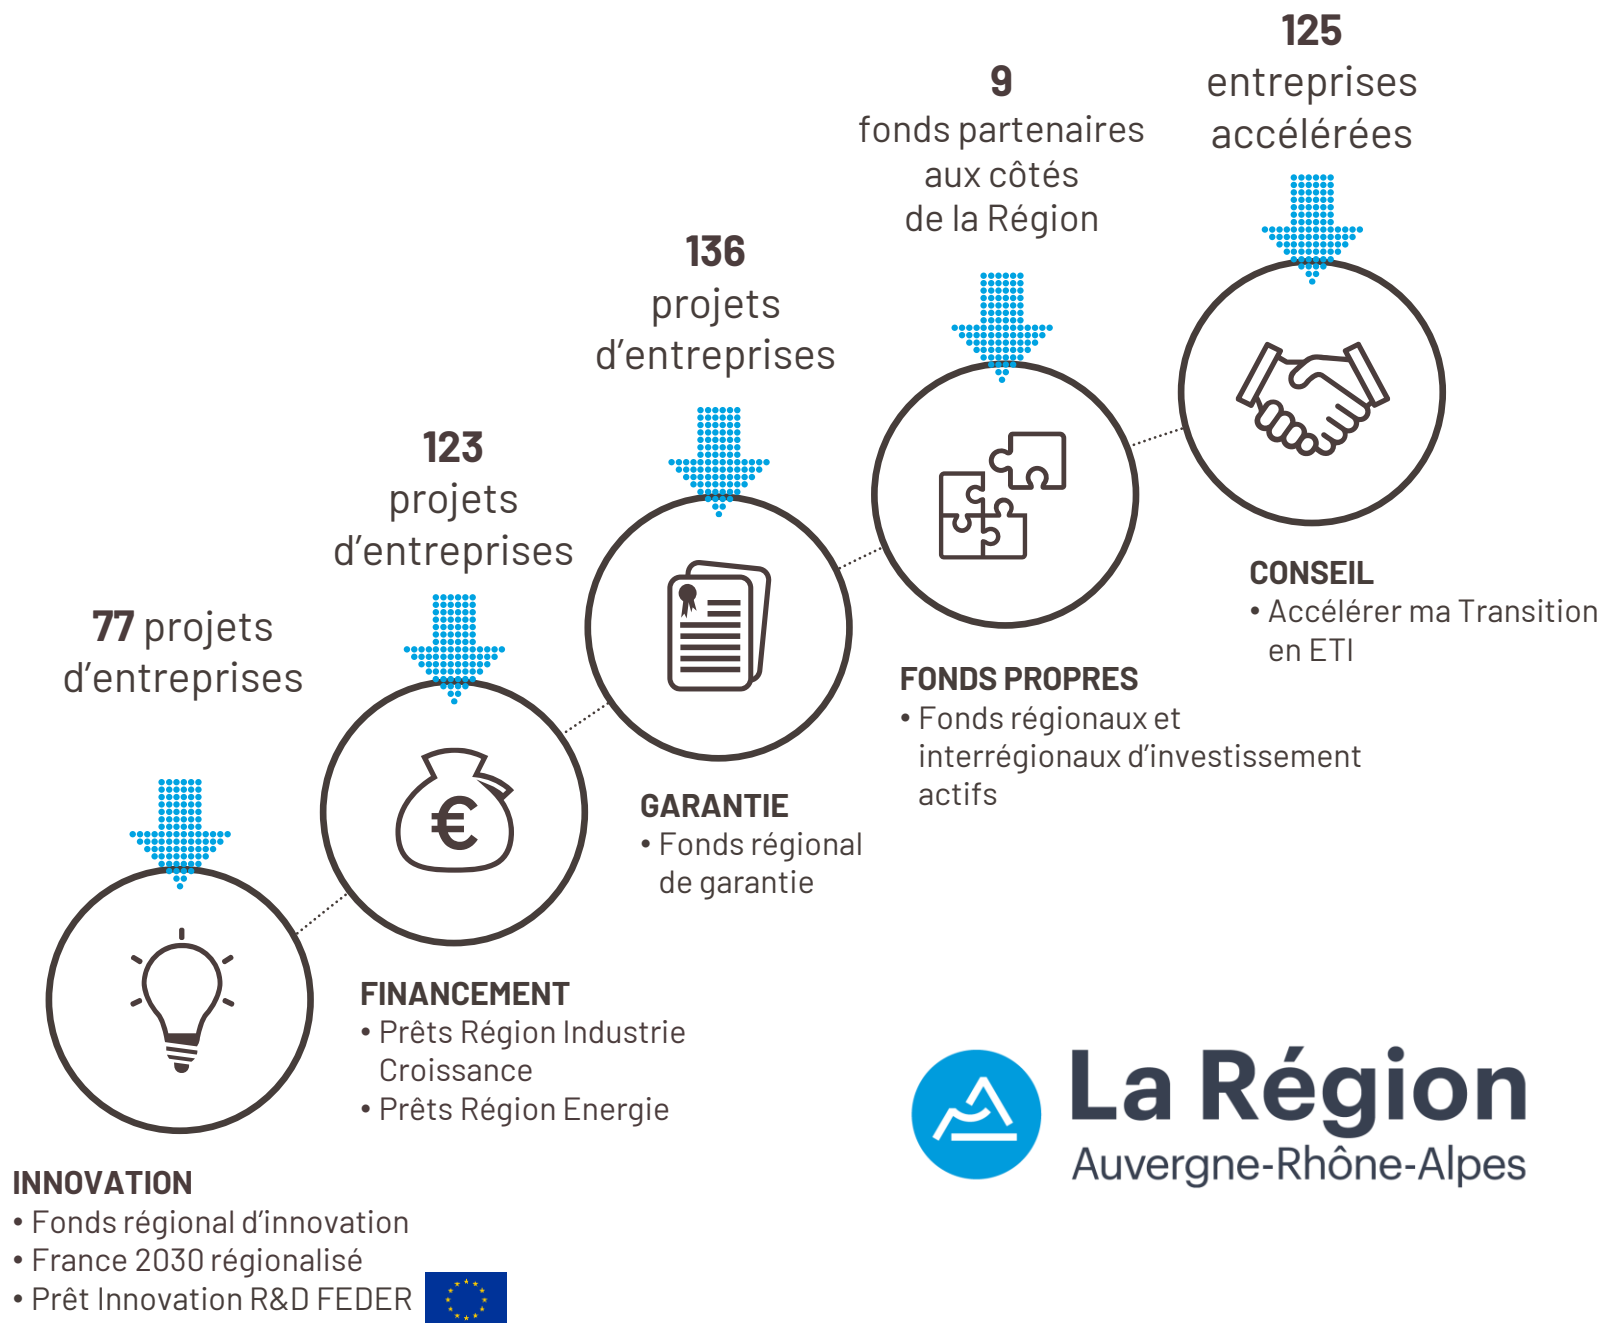 77 projets
d’entreprises
INNOVATION
• Fonds régional d’innovation
• France 2030 régionalisé
• Prêt Innovation R&D FEDER
123
projets
d’entreprises
€
FINANCEMENT
• Prêts Région Industrie
Croissance
• Prêts Région Energie
136
projets
d’entreprises
GARANTIE
• Fonds régional
de garantie
9
fonds partenaires
aux côtés
de la Région
FONDS PROPRES
• Fonds régionaux et
interrégionaux d’investissement
actifs
125
entreprises
accélérées
CONSEIL
• Accélérer ma Transition
en ETI
La Région
Auvergne-Rhône-Alpes